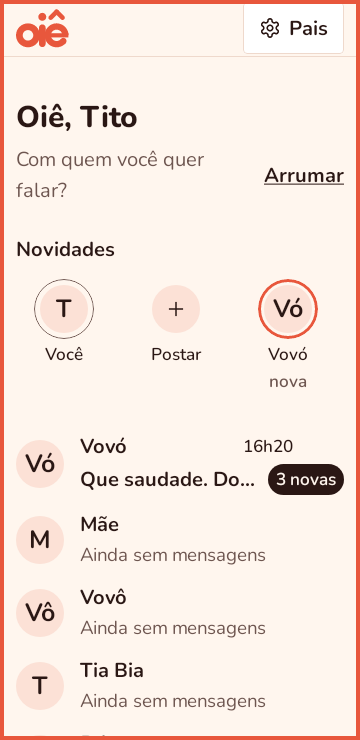 oiê
Pais
Oiê, Tito
Com quem você quer
falar?
Arrumar
Novidades
T
Vó
Você
Postar
Vovó
nova
Vó
Vovó
16h20
Que saudade. Do...
3 novas
M
Mãe
Ainda sem mensagens
Vô
Vovô
Ainda sem mensagens
T
Tia Bia
Ainda sem mensagens